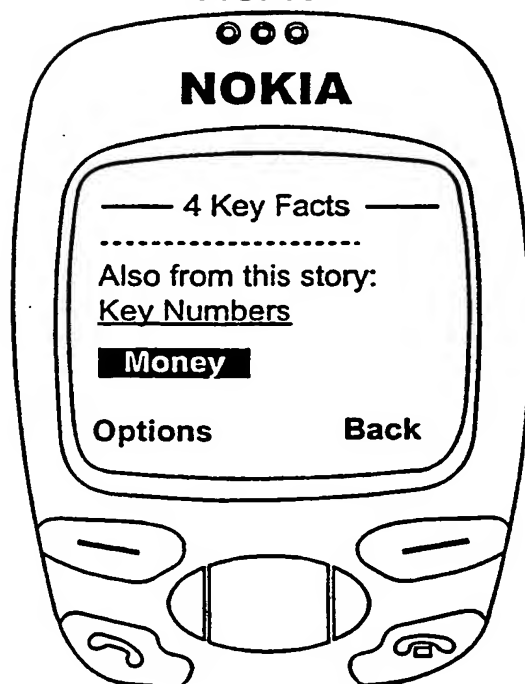 NOKIA
4 Key Facts
Also from this story:
Key Numbers
Money
Options Back